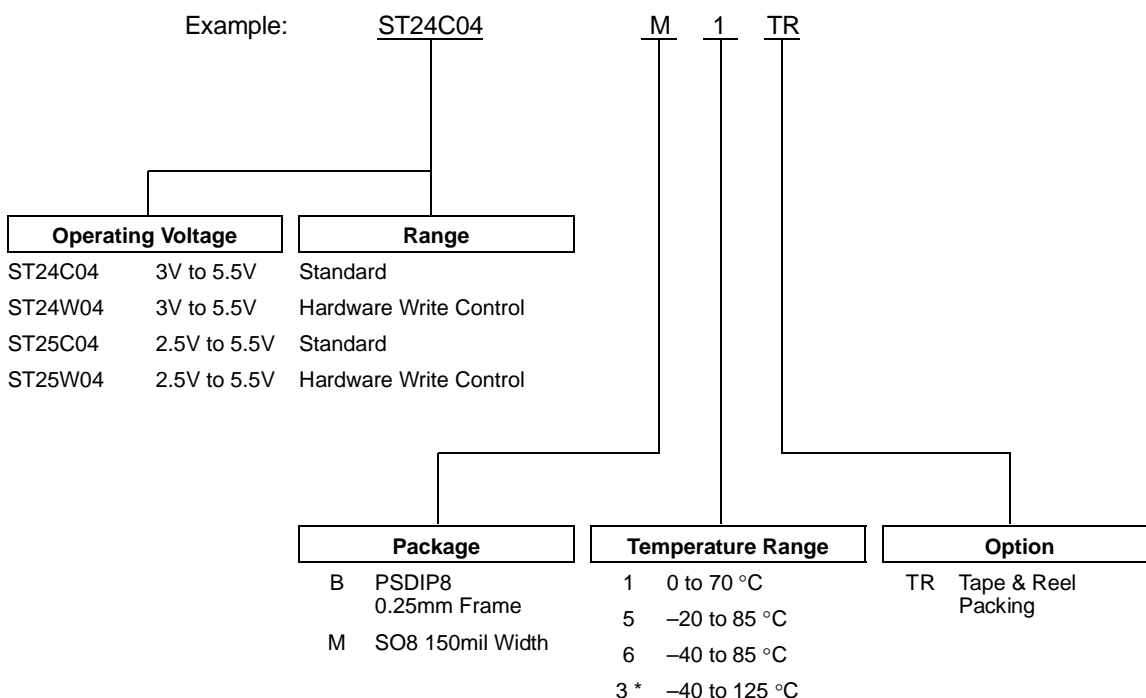 Example: ST24C04 M 1 TR
Operating Voltage Range
ST24C04 3V to 5.5V Standard
ST24W04 3V to 5.5V Hardware Write Control
ST25C04 2.5V to 5.5V Standard
ST25W04 2.5V to 5.5V Hardware Write Control
Package
B PSDIP8
0.25mm Frame
M SO8 150mil Width
Temperature Range
1 0 to 70 °C
5 –20 to 85 °C
6 –40 to 85 °C
3 * –40 to 125 °C
Option
TR Tape & Reel
Packing